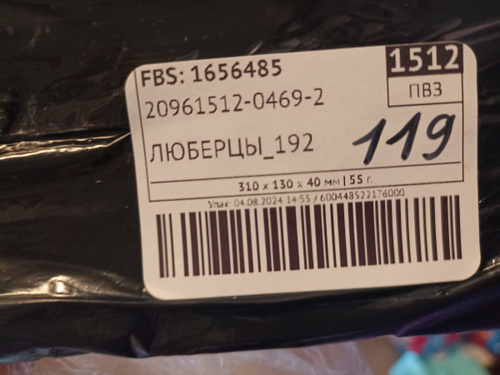 FBS: 1656485
1512
20961512-0469-2
ПВЗ
ЛЮБЕРЦЫ_192
119
310 x 130 x 40 мм | 55 г.
Упак: 04.08.2024 14:55 / 600448522176000